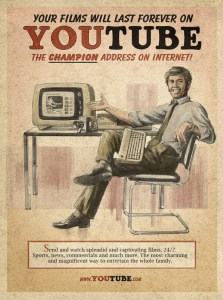 YOUR FILMS WILL LAST FOREVER ON
YOUTUBE
THE CHAMPION ADDRESS ON INTERNET!
Send and watch splendid and captivating films, 24/7.
Sports, news, commercials and much more. The most charming
and magnificent way to entertain the whole family.
www.YOUTUBE.com